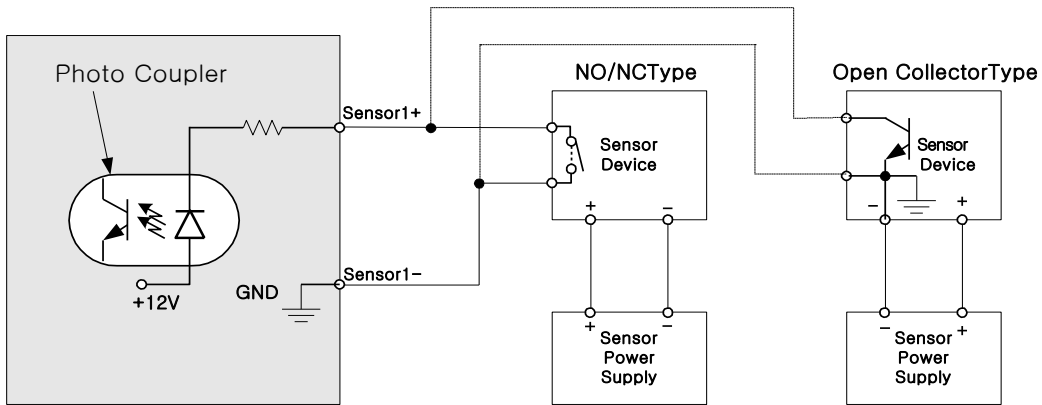 Photo Coupler
NO/NCType
Open CollectorType
Sensor1+
Sensor
Device
Sensor
Device
+
-
-
+
Sensor1-
GND
+12V
+
-
Sensor
Power
Supply
-
+
Sensor
Power
Supply